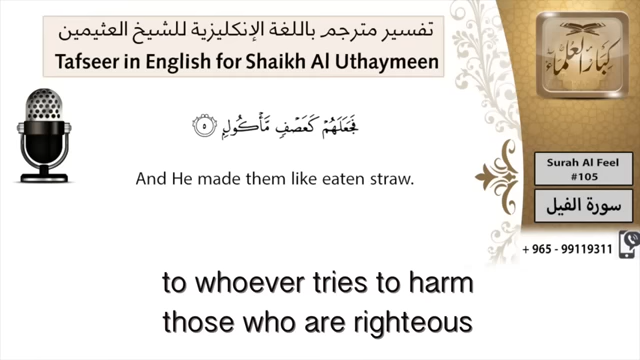 تفسير مترجم باللغة الإنكليزية للشيخ العثيمين
Tafseer in English for Shaikh Al Uthaymeen
كبار العلماء
فَجَعَلَهُمْ كَعَصْفٍ مَّأْكُولٍ ٥
And He made them like eaten straw.
Surah Al Feel
#105
سورة الفيل
+ 965 - 99119311
to whoever tries to harm
those who are righteous